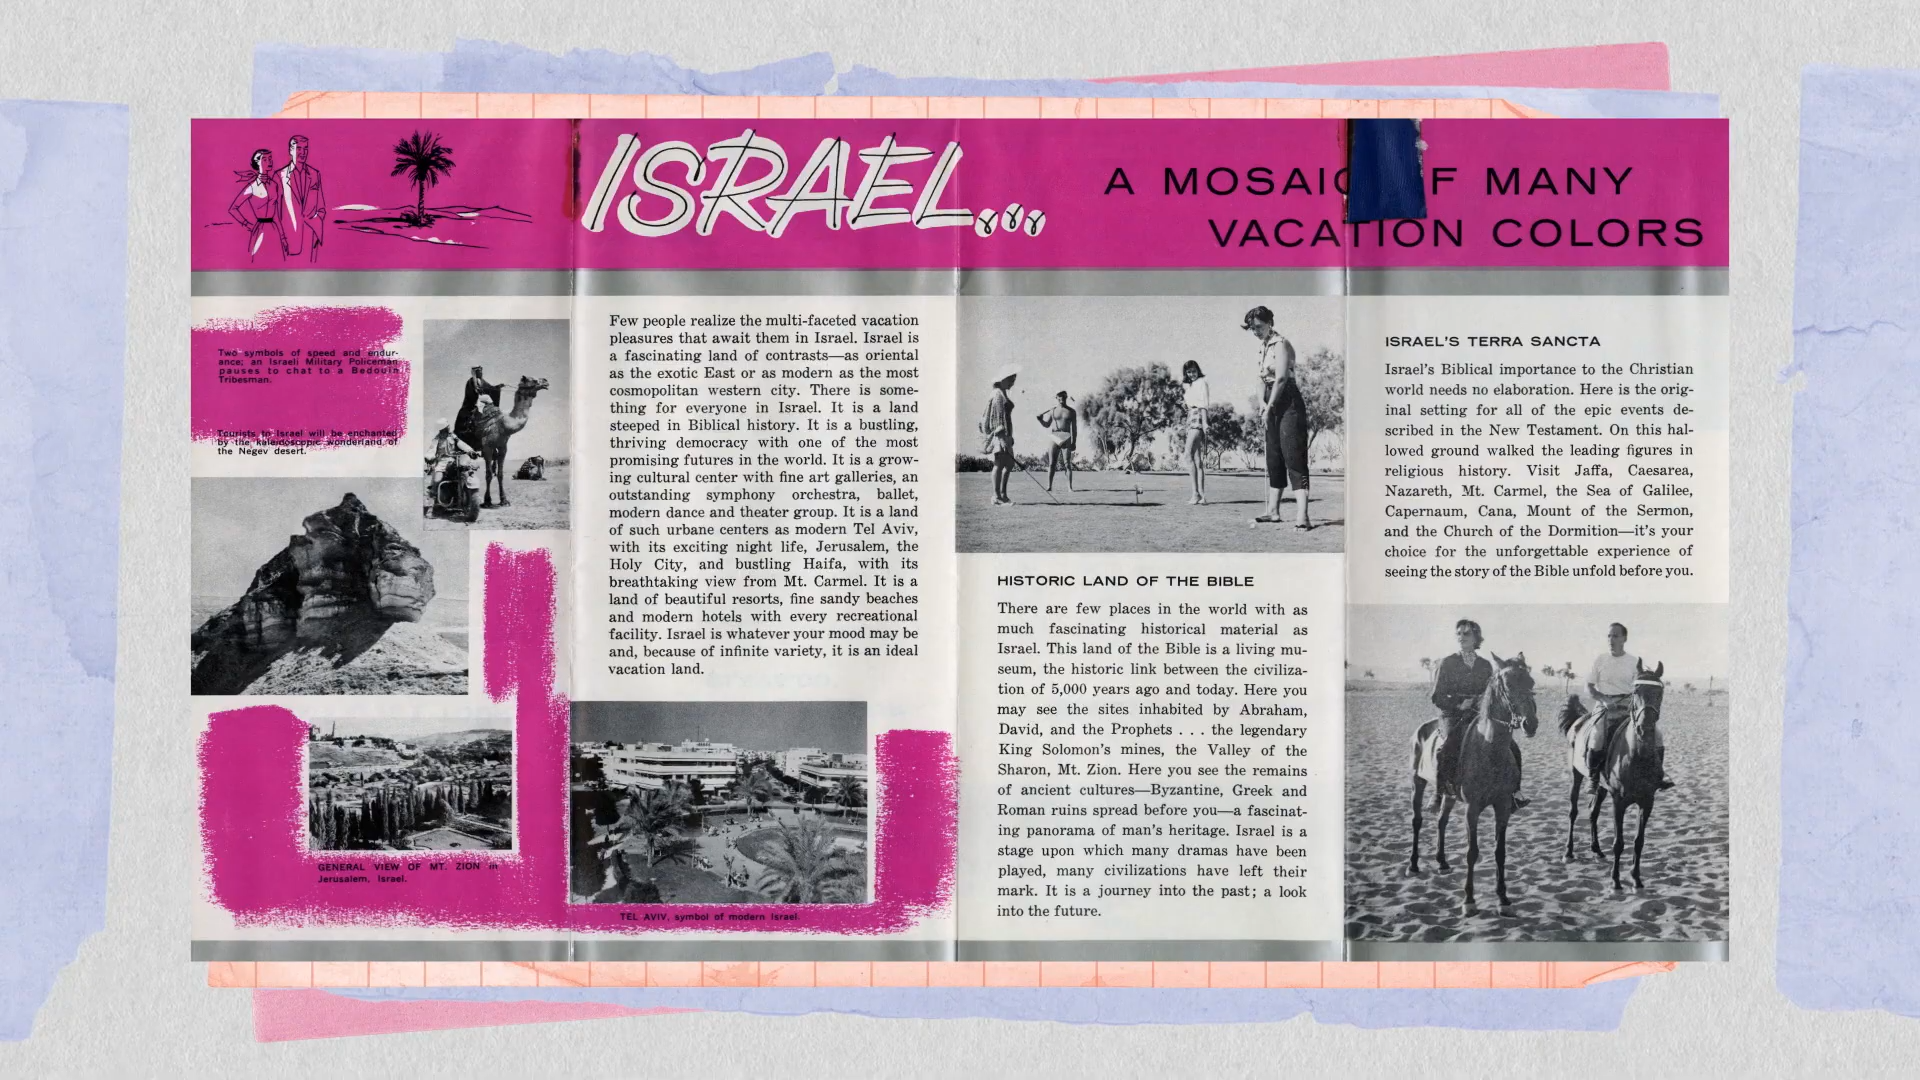 ISRAEL...
A MOSAIC OF MANY
VACATION COLORS
Two symbols of speed and endur-
ance; an Israeli Military Policeman
pauses to chat to a Bedouin
Tribesman.
Tourists to Israel will be enchanted
by the kaleidoscopic wonderland of
the Negev desert.
GENERAL VIEW OF MT. ZION in
Jerusalem, Israel.
Few people realize the multi-faceted vacation
pleasures that await them in Israel. Israel is
a fascinating land of contrasts—as oriental
as the exotic East or as modern as the most
cosmopolitan western city. There is some-
thing for everyone in Israel. It is a land
steeped in Biblical history. It is a bustling,
thriving democracy with one of the most
promising futures in the world. It is a grow-
ing cultural center with fine art galleries, an
outstanding symphony orchestra, ballet,
modern dance and theater group. It is a land
of such urbane centers as modern Tel Aviv,
with its exciting night life, Jerusalem, the
Holy City, and bustling Haifa, with its
breathtaking view from Mt. Carmel. It is a
land of beautiful resorts, fine sandy beaches
and modern hotels with every recreational
facility. Israel is whatever your mood may be
and, because of infinite variety, it is an ideal
vacation land.
TEL AVIV, symbol of modern Israel.
HISTORIC LAND OF THE BIBLE
There are few places in the world with as
much fascinating historical material as
Israel. This land of the Bible is a living mu-
seum, the historic link between the civiliza-
tion of 5,000 years ago and today. Here you
may see the sites inhabited by Abraham,
David, and the Prophets . . . the legendary
King Solomon's mines, the Valley of the
Sharon, Mt. Zion. Here you see the remains
of ancient cultures—Byzantine, Greek and
Roman ruins spread before you—a fascinat-
ing panorama of man's heritage. Israel is a
stage upon which many dramas have been
played, many civilizations have left their
mark. It is a journey into the past; a look
into the future.
ISRAEL'S TERRA SANCTA
Israel's Biblical importance to the Christian
world needs no elaboration. Here is the orig-
inal setting for all of the epic events de-
scribed in the New Testament. On this hal-
lowed ground walked the leading figures in
religious history. Visit Jaffa, Caesarea,
Nazareth, Mt. Carmel, the Sea of Galilee,
Capernaum, Cana, Mount of the Sermon,
and the Church of the Dormition—it's your
choice for the unforgettable experience of
seeing the story of the Bible unfold before you.